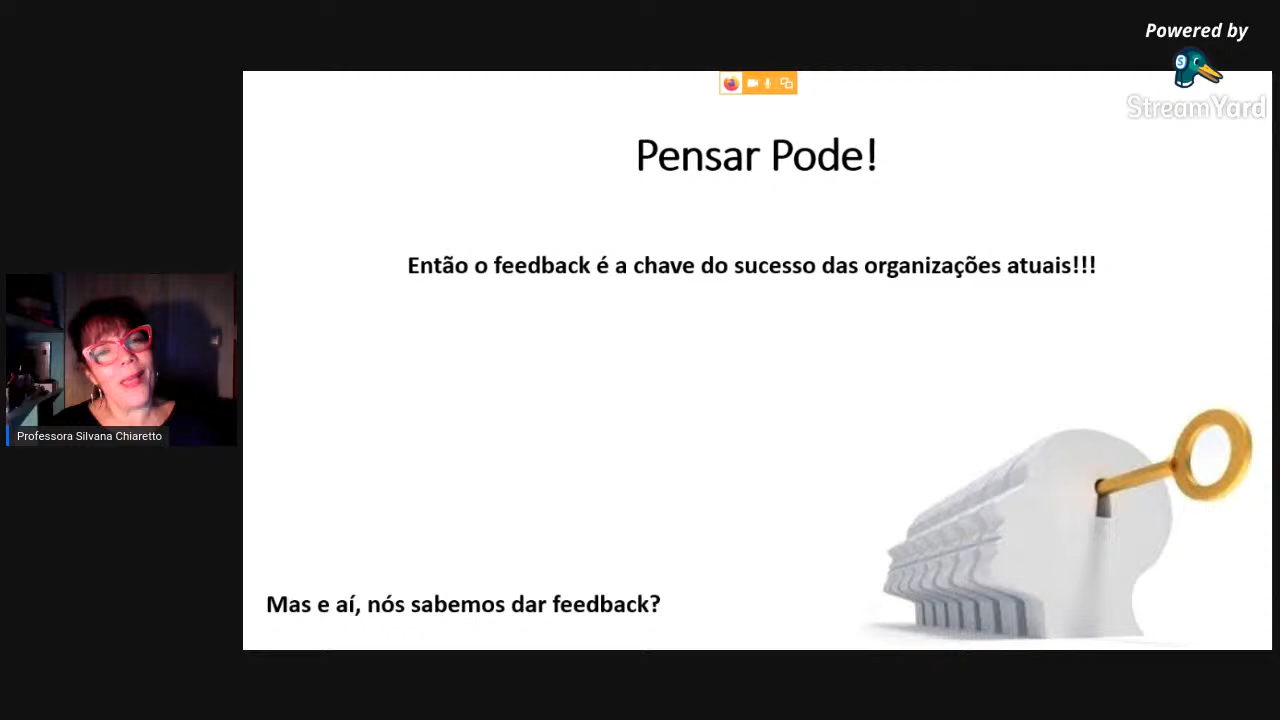 Powered by
StreamYard
Pensar Pode!
Então o feedback é a chave do sucesso das organizações atuais!!!
Professora Silvana Chiaretto
Mas e aí, nós sabemos dar feedback?